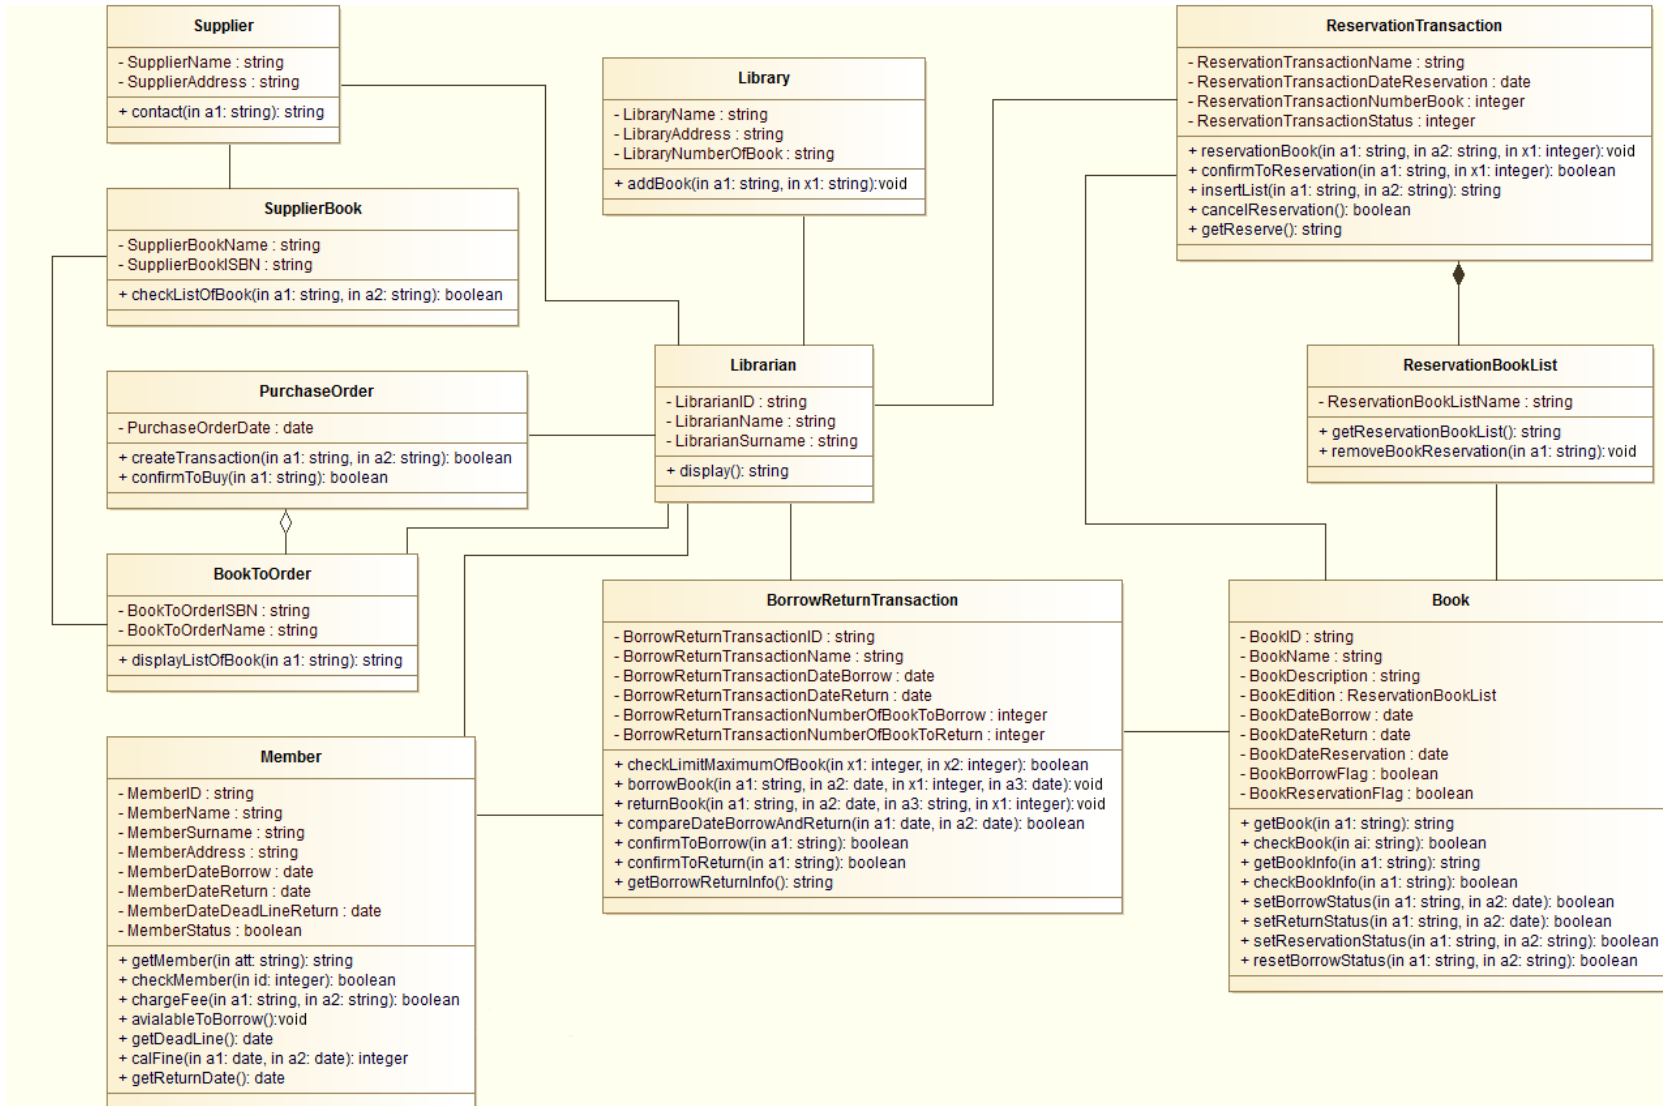 Supplier
- SupplierName : string
- SupplierAddress : string
+ contact(in a1: string): string
Library
- LibraryName : string
- LibraryAddress : string
- LibraryNumberOfBook : string
+ addBook(in a1: string, in x1: string):void
ReservationTransaction
- ReservationTransactionName : string
- ReservationTransactionDateReservation : date
- ReservationTransactionNumberBook : integer
- ReservationTransactionStatus : integer
+ reservationBook(in a1: string, in a2: string, in x1: integer):void
+ confirmToReservation(in a1: string, in x1: integer): boolean
+ insertList(in a1: string, in a2: string): string
+ cancelReservation(): boolean
+ getReserve(): string
SupplierBook
- SupplierBookName : string
- SupplierBookISBN : string
+ checkListOfBook(in a1: string, in a2: string): boolean
PurchaseOrder
- PurchaseOrderDate : date
+ createTransaction(in a1: string, in a2: string): boolean
+ confirmToBuy(in a1: string): boolean
Librarian
- LibrarianID : string
- LibrarianName : string
- LibrarianSurname : string
+ display(): string
ReservationBookList
- ReservationBookListName : string
+ getReservationBookList(): string
+ removeBookReservation(in a1: string):void
BookToOrder
- BookToOrderISBN : string
- BookToOrderName : string
+ displayListOfBook(in a1: string): string
BorrowReturnTransaction
- BorrowReturnTransactionID : string
- BorrowReturnTransactionName : string
- BorrowReturnTransactionDateBorrow : date
- BorrowReturnTransactionDateReturn : date
- BorrowReturnTransactionNumberOfBookToBorrow : integer
- BorrowReturnTransactionNumberOfBookToReturn : integer
+ checkLimitMaximumOfBook(in x1: integer, in x2: integer): boolean
+ borrowBook(in a1: string, in a2: date, in x1: integer, in a3: date):void
+ returnBook(in a1: string, in a2: date, in a3: string, in x1: integer):void
+ compareDateBorrowAndReturn(in a1: date, in a2: date): boolean
+ confirmToBorrow(in a1: string): boolean
+ confirmToReturn(in a1: string): boolean
+ getBorrowReturnInfo(): string
Book
- BookID : string
- BookName : string
- BookDescription : string
- BookEdition : ReservationBookList
- BookDateBorrow : date
- BookDateReturn : date
- BookDateReservation : date
- BookBorrowFlag : boolean
- BookReservationFlag : boolean
+ getBook(in a1: string): string
+ checkBook(in ai: string): boolean
+ getBookInfo(in a1: string): string
+ checkBookInfo(in a1: string): boolean
+ setBorrowStatus(in a1: string, in a2: date): boolean
+ setReturnStatus(in a1: string, in a2: date): boolean
+ setReservationStatus(in a1: string, in a2: string): boolean
+ resetBorrowStatus(in a1: string, in a2: string): boolean
Member
- MemberID : string
- MemberName : string
- MemberSurname : string
- MemberAddress : string
- MemberDateBorrow : date
- MemberDateReturn : date
- MemberDateDeadLineReturn : date
- MemberStatus : boolean
+ getMember(in att: string): string
+ checkMember(in id: integer): boolean
+ chargeFee(in a1: string, in a2: string): boolean
+ avialableToBorrow():void
+ getDeadLine(): date
+ calFine(in a1: date, in a2: date): integer
+ getReturnDate(): date